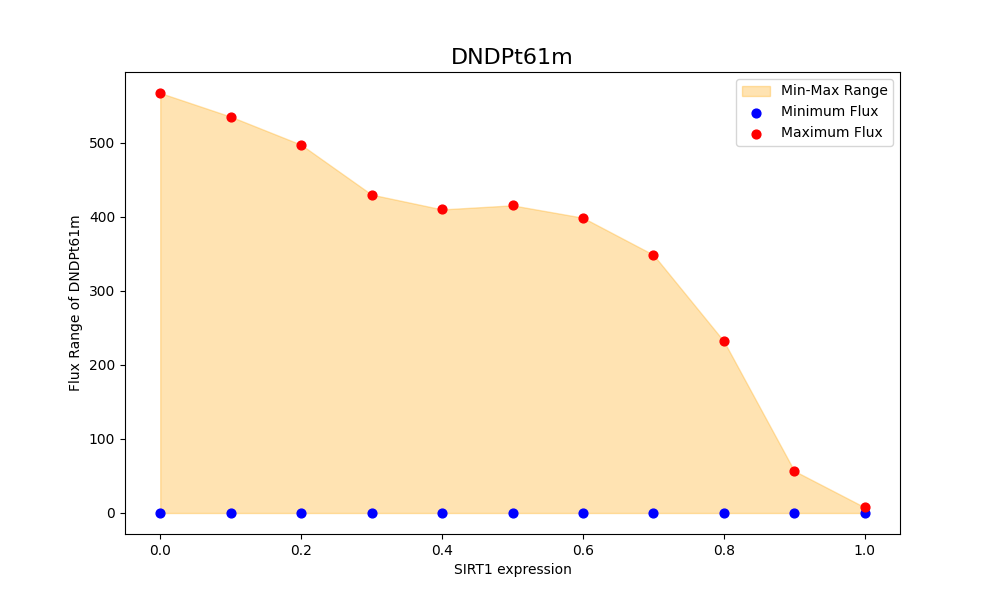 DNDPt61m
Min-Max Range
Minimum Flux
Maximum Flux
Flux Range of DNDPt61m
500
400
300
200
100
0
0.0
0.2
0.4
0.6
0.8
1.0
SIRT1 expression